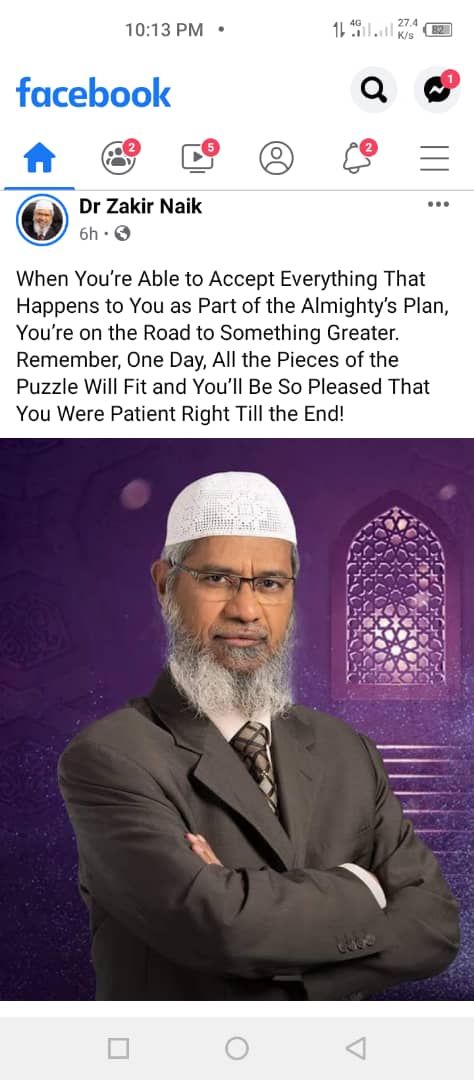 10:13 PM •
4G 27.4 K/s 82
facebook
1
2 5 2
Dr Zakir Naik
6h •
When You’re Able to Accept Everything That
Happens to You as Part of the Almighty’s Plan,
You’re on the Road to Something Greater.
Remember, One Day, All the Pieces of the
Puzzle Will Fit and You’ll Be So Pleased That
You Were Patient Right Till the End!